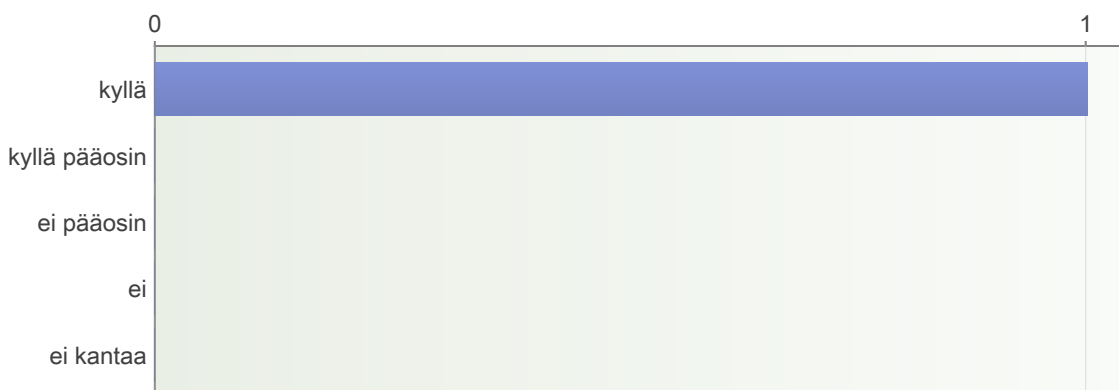 0 1
kyllä
kyllä pääosin
ei pääosin
ei
ei kantaa